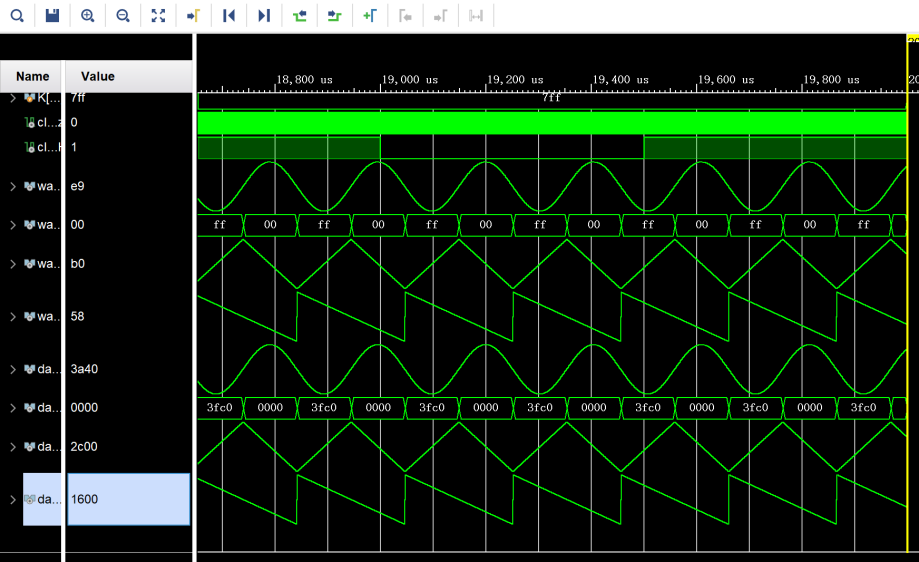 20
Name Value 18,800 us 19,000 us 19,200 us 19,400 us 19,600 us 19,800 us 20
K[... 7ff 7ff
cl...z 0
cl... 1
wa... e9
wa... 00 ff 00 ff 00 ff 00 ff 00 ff 00 ff 00 ff
wa... b0
wa... 58
da... 3a40
da... 0000 3fc0 0000 3fc0 0000 3fc0 0000 3fc0 0000 3fc0 0000 3fc0 0000 3fc0
da... 2c00
da... 1600